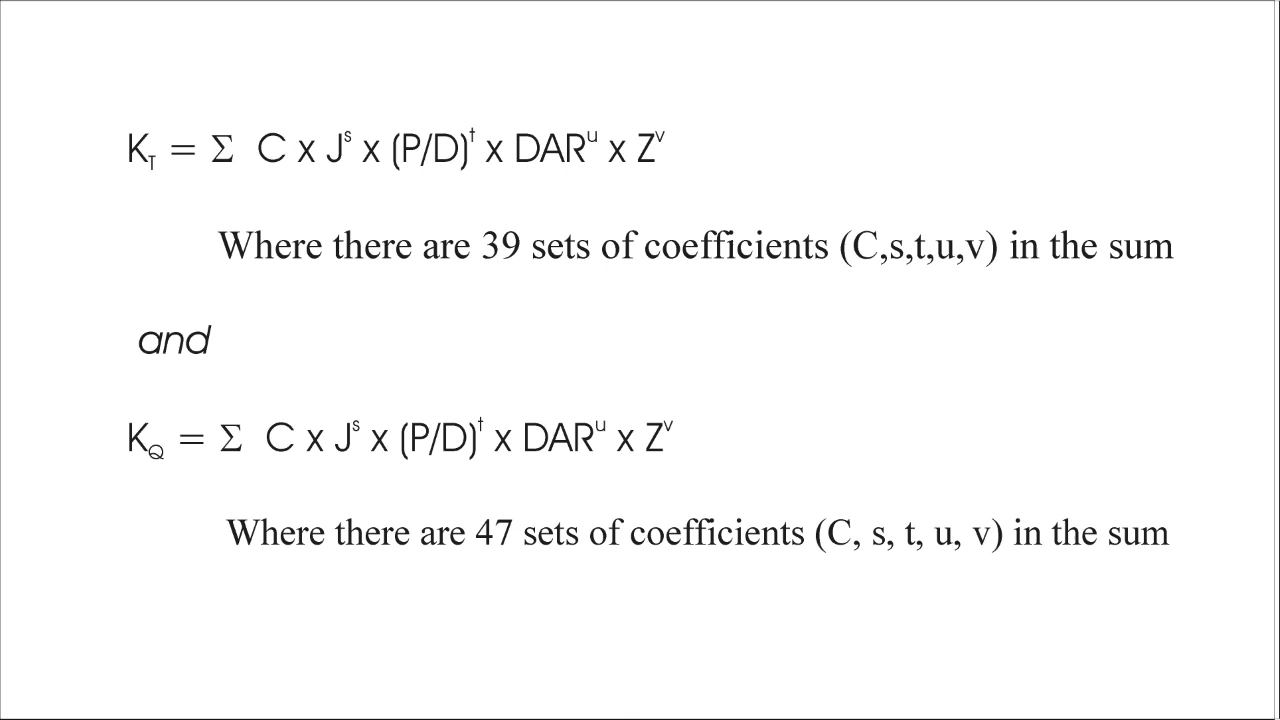 K_T = Σ C x J^s x (P/D)^t x DAR^u x Z^v
Where there are 39 sets of coefficients (C,s,t,u,v) in the sum
and
K_Q = Σ C x J^s x (P/D)^t x DAR^u x Z^v
Where there are 47 sets of coefficients (C, s, t, u, v) in the sum